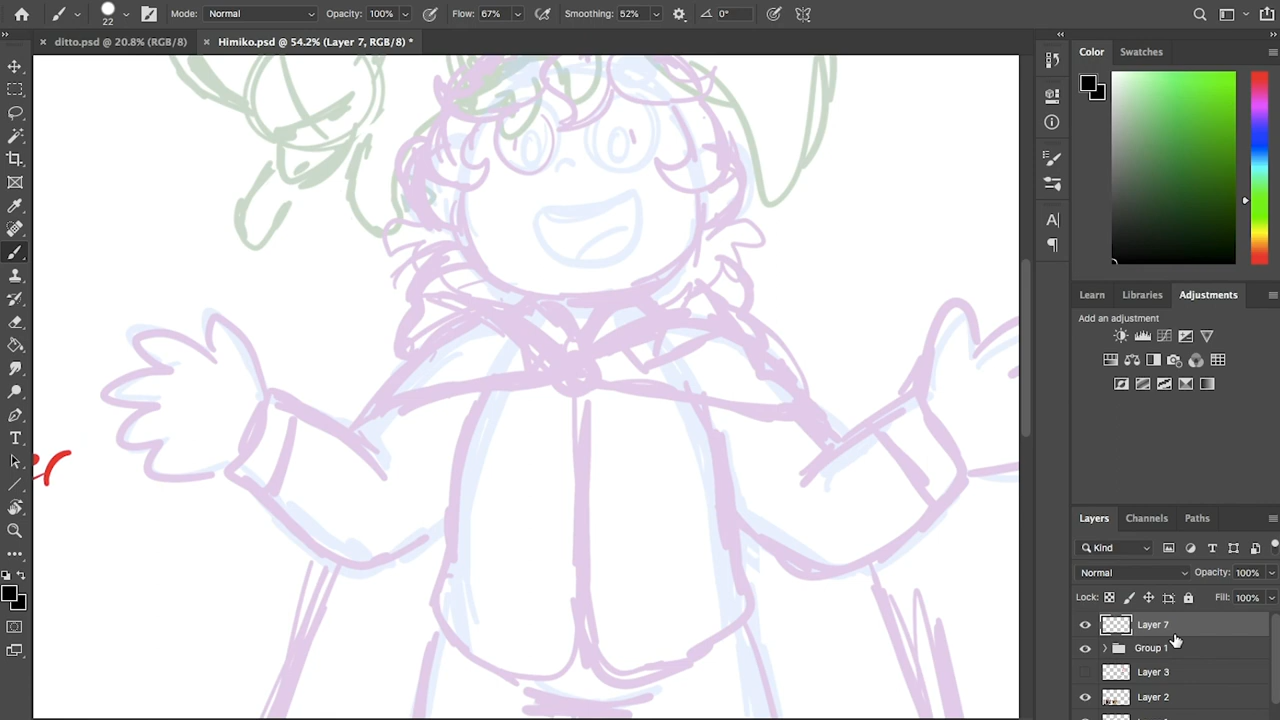 22 Mode: Normal Opacity: 100% Flow: 67% Smoothing: 52% 0°
ditto.psd @ 20.8% (RGB/8) Himiko.psd @ 54.2% (Layer 7, RGB/8) *
Color Swatches
Learn Libraries Adjustments
Add an adjustment
Layers Channels Paths
Kind
Normal Opacity: 100%
Lock: Fill: 100%
Layer 7
Group 1
Layer 3
Layer 2